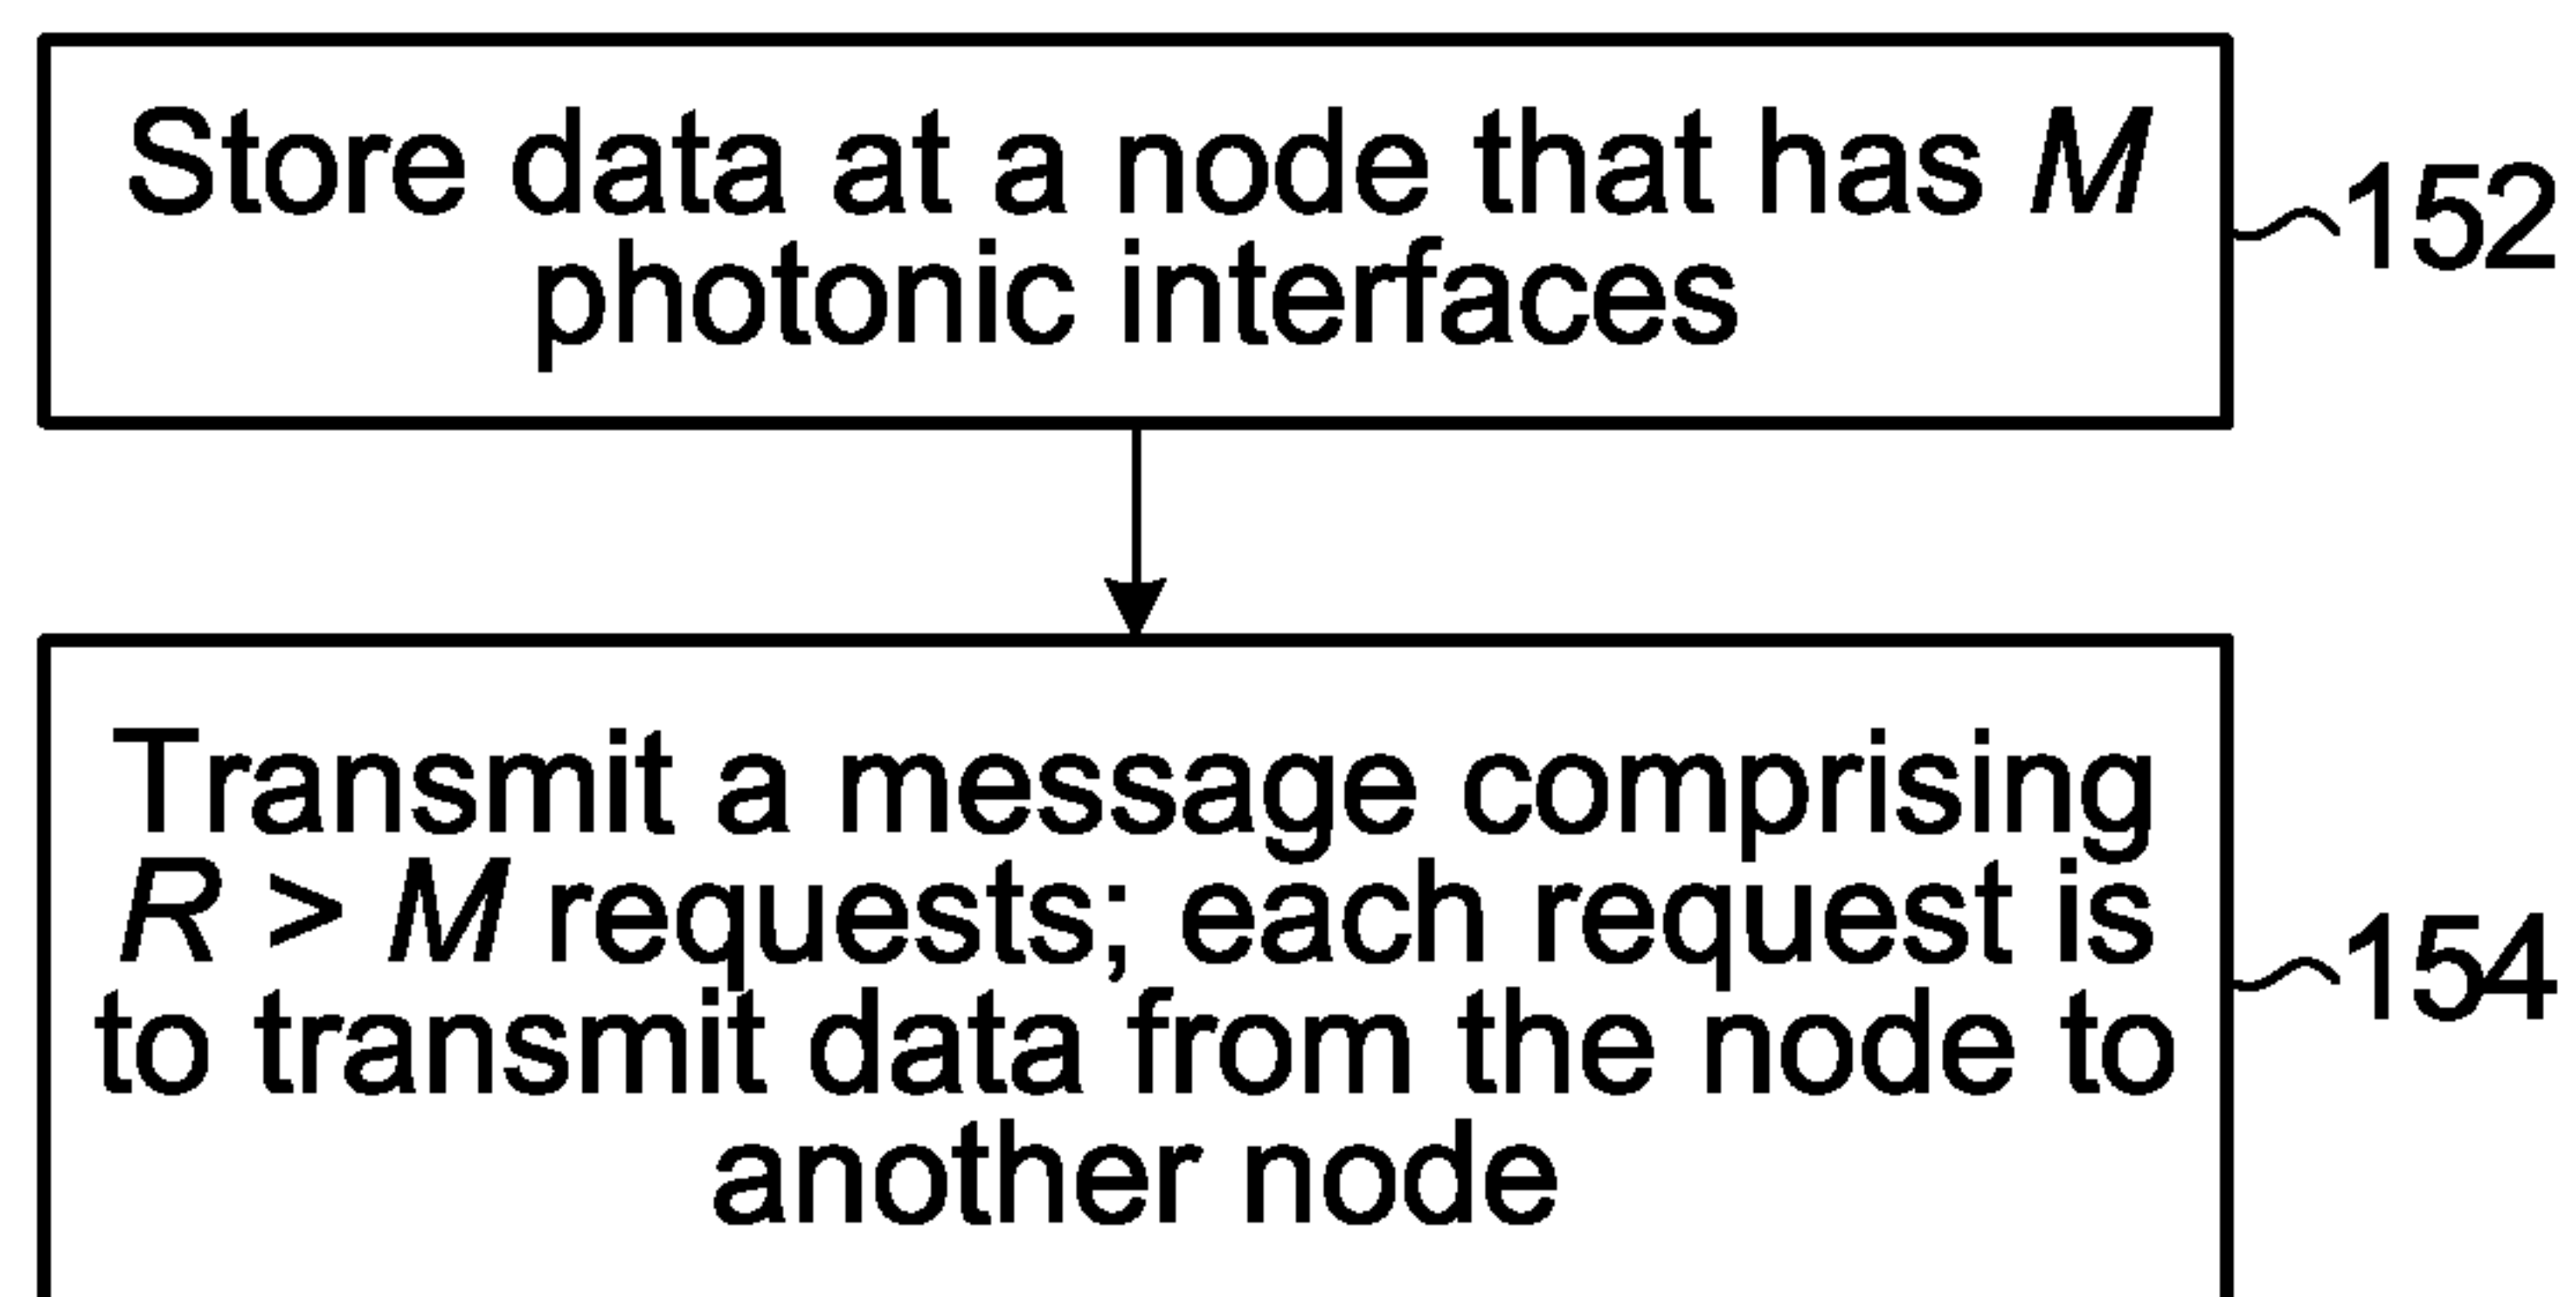 Store data at a node that has M
photonic interfaces
152
Transmit a message comprising
R > M requests; each request is
to transmit data from the node to
another node
154